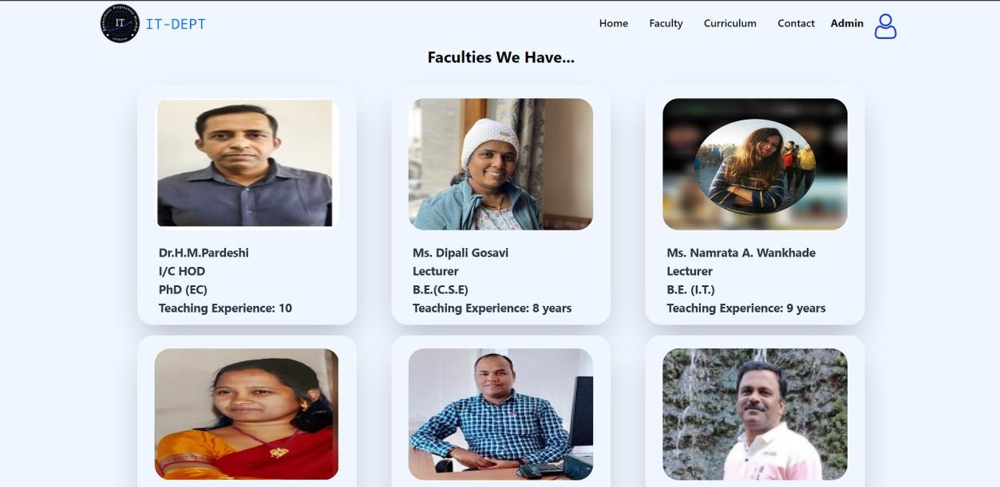 IT
IT-DEPT
Home Faculty Curriculum Contact Admin
Faculties We Have...
Dr.H.M.Pardeshi
I/C HOD
PhD (EC)
Teaching Experience: 10
Ms. Dipali Gosavi
Lecturer
B.E.(C.S.E)
Teaching Experience: 8 years
Ms. Namrata A. Wankhade
Lecturer
B.E. (I.T.)
Teaching Experience: 9 years